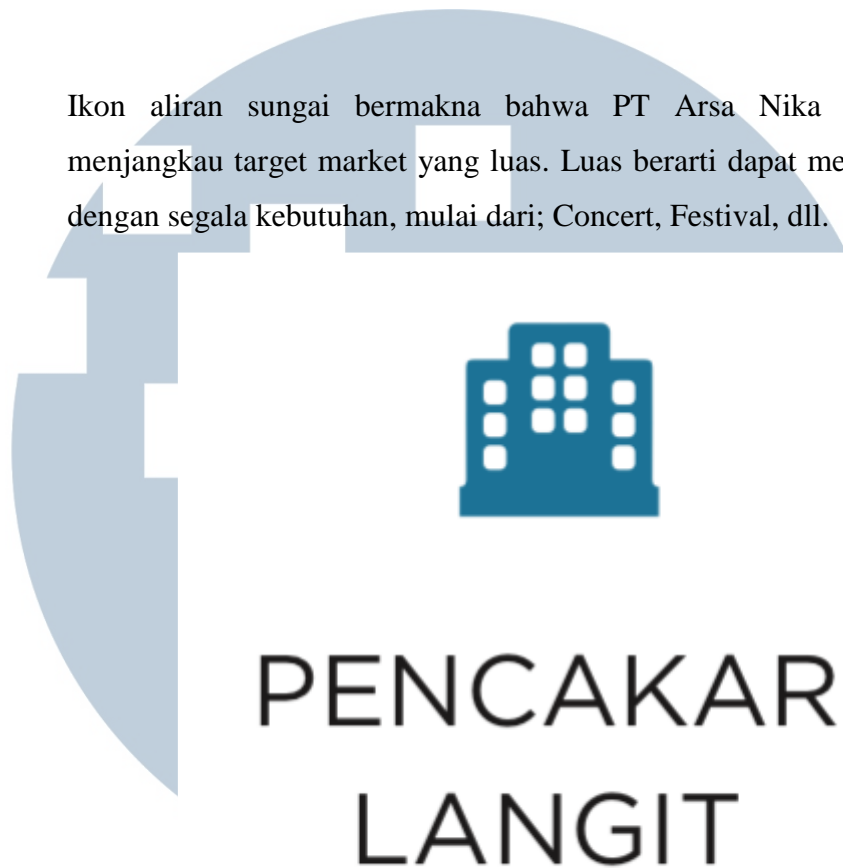 Ikon aliran sungai bermakna bahwa PT Arsa Nika
menjangkau target market yang luas. Luas berarti dapat me
dengan segala kebutuhan, mulai dari; Concert, Festival, dll.
PENCAKAR
LANGIT